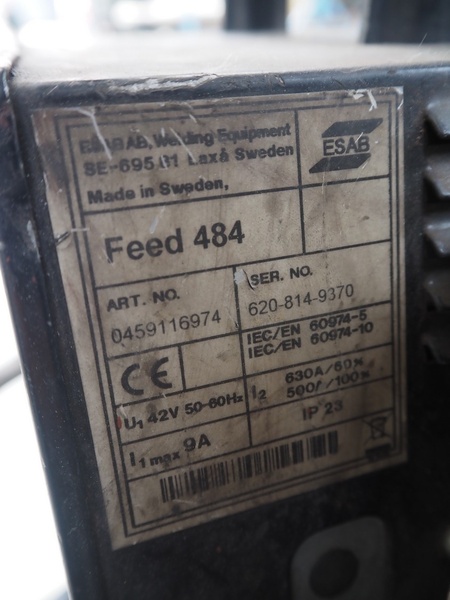 ESAB AB, Welding Equipment
SE-695 81 Laxå Sweden
Made in Sweden,
ESAB
Feed 484
ART. NO.
0459116974
SER. NO.
620-814-9370
CE
IEC/EN 60974-5
IEC/EN 60974-10
U1 42V 50-60Hz
I2 630A/60%
500A/100%
I1 max 9A
IP 23